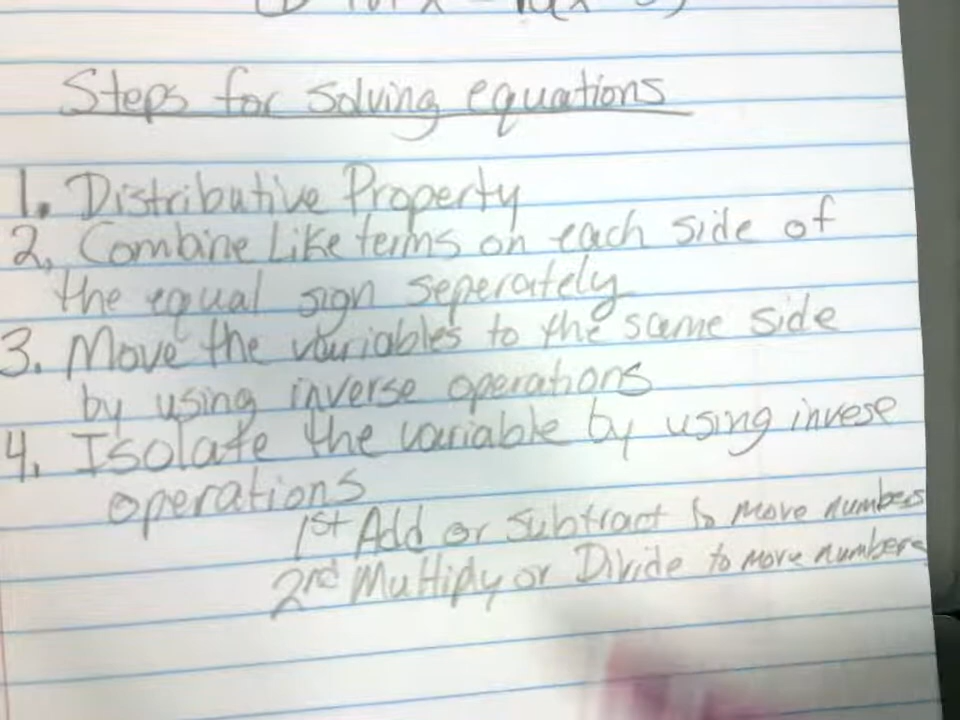 Steps for solving equations
1. Distributive Property
2. Combine Like terms on each side of
the equal sign seperately
3. Move the variables to the same side
by using inverse operations
4. Isolate the variable by using invese
operations
1st Add or Subtract to move numbers
2nd Multiply or Divide to move numbers